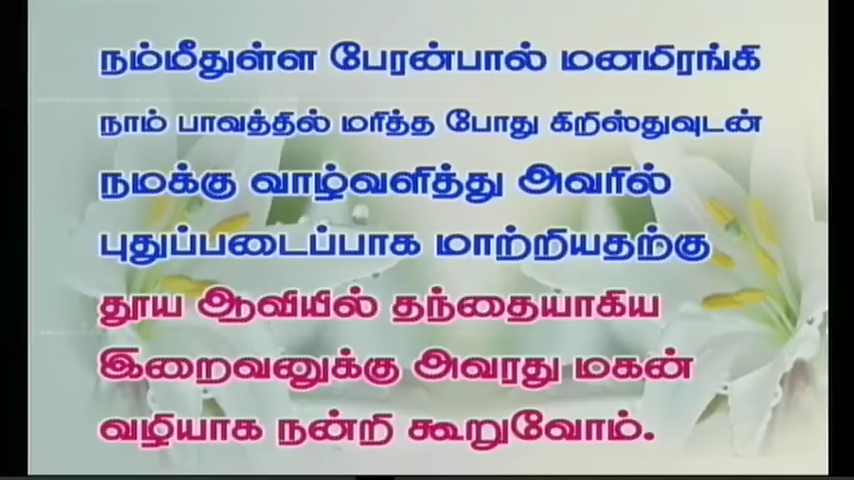 நம்மீதுள்ள பேரன்பால் மனமிரங்கி
நாம் பாவத்தில் மரித்த போது கிறிஸ்துவுடன்
நமக்கு வாழ்வளித்து அவரில்
புதுப்படைப்பாக மாற்றியதற்கு
தூய ஆவியில் தந்தையாகிய
இறைவனுக்கு அவரது மகன்
வழியாக நன்றி கூறுவோம்.